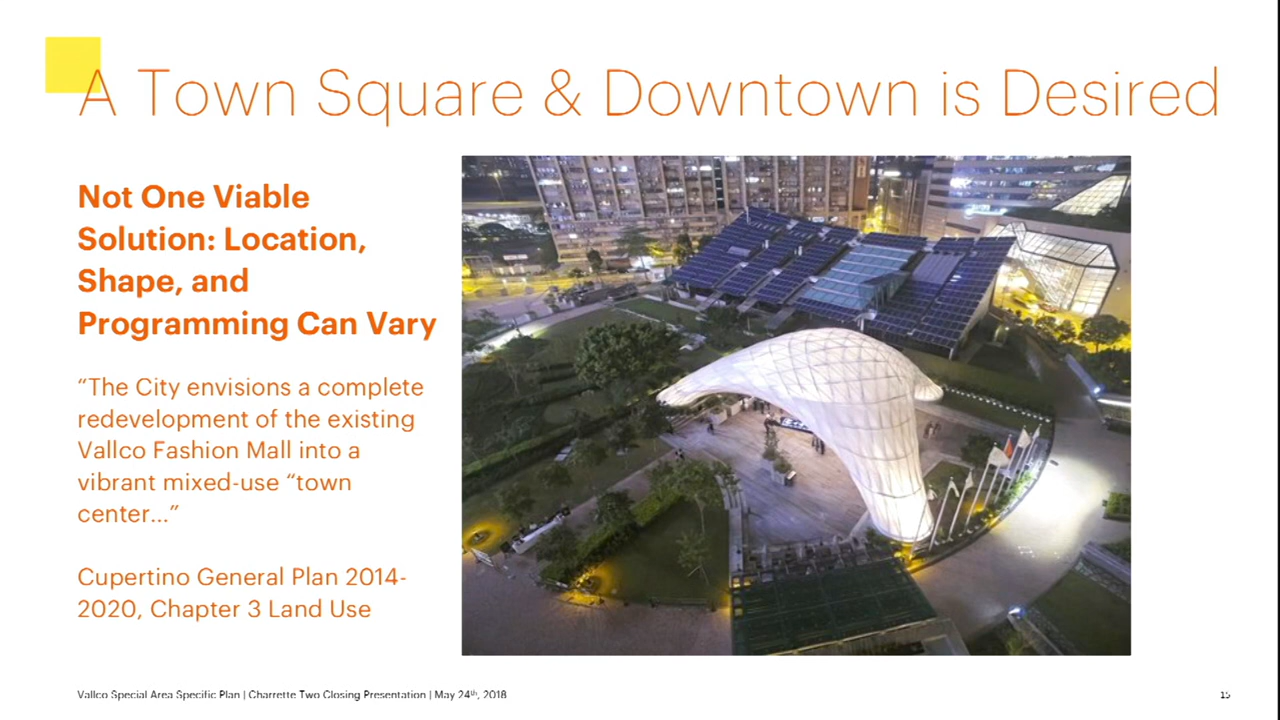 A Town Square & Downtown is Desired
Not One Viable
Solution: Location,
Shape, and
Programming Can Vary
“The City envisions a complete
redevelopment of the existing
Vallco Fashion Mall into a
vibrant mixed-use “town
center...”
Cupertino General Plan 2014-
2020, Chapter 3 Land Use
Vallco Special Area Specific Plan | Charrette Two Closing Presentation | May 24th, 2018
15